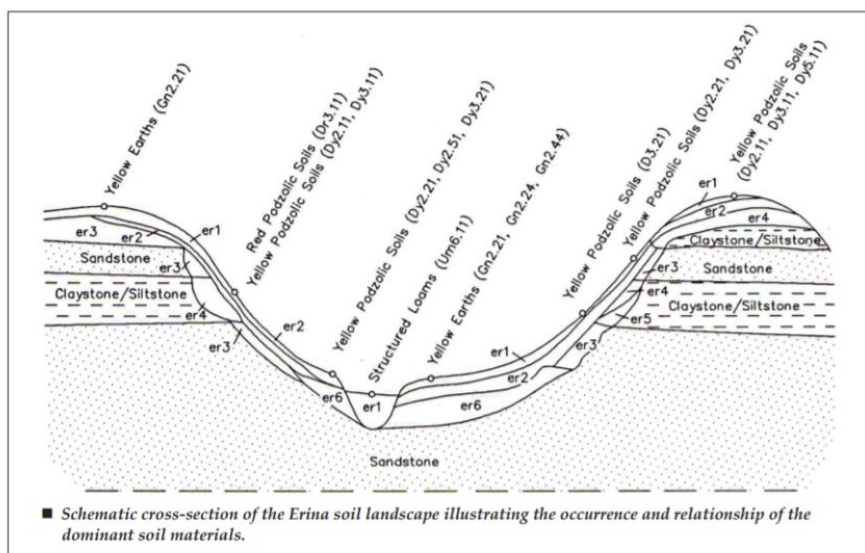 Yellow Earths (Gn2.21)
Red Podzolic Soils (Dr3.11)
Yellow Podzolic Soils (Dy2.11, Dy3.11)
Yellow Podzolic Soils (Dy2.21, Dy2.51, Dy3.21)
Structured Loams (Um6.11)
Yellow Earths (Gn2.21, Gn2.24, Gn2.44)
Yellow Podzolic Soils (D3.21)
Yellow Podzolic Soils (Dy2.21, Dy3.21)
Yellow Podzolic Soils
(Dy2.11, Dy3.11, Dy5.11)
er3
er2
er1
Sandstone
er3
Claystone/Siltstone
er4
er3
er2
er6
er1
er1
er2
er6
er3
er5
er4
er3
er1
er2
er4
Claystone/Siltstone
Sandstone
Claystone/Siltstone
Sandstone
■ Schematic cross-section of the Erina soil landscape illustrating the occurrence and relationship of the
dominant soil materials.